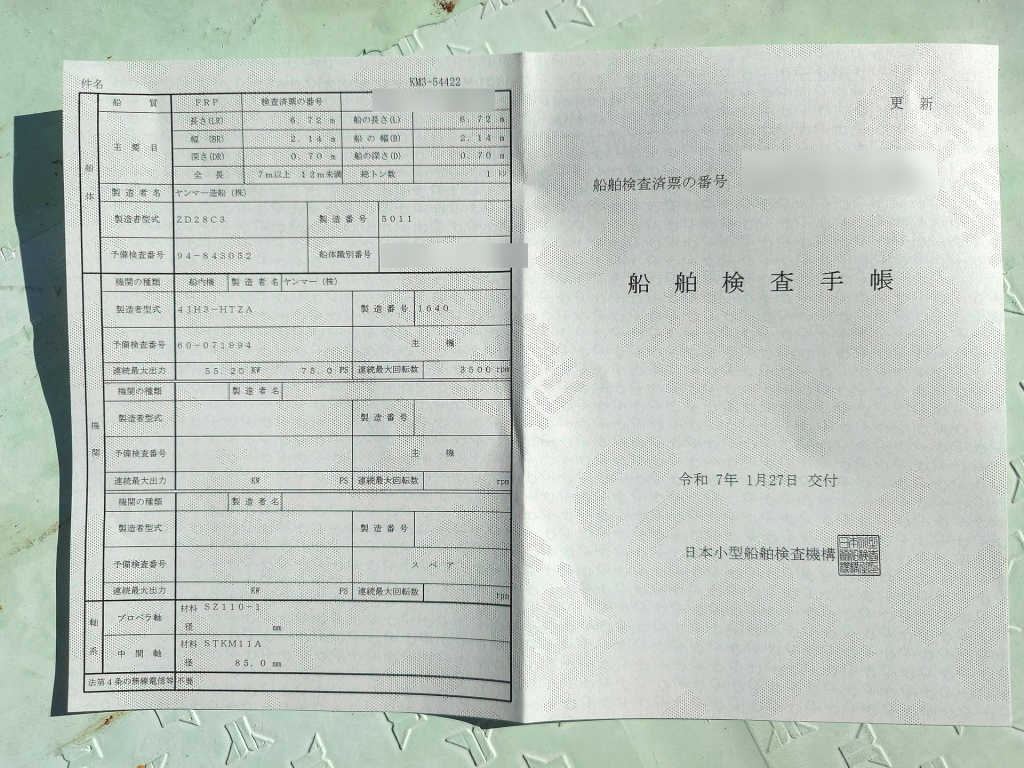 件名 KM3-54422
船体
船質 FRP 検査済票の番号
主要目 長さ(LR) 6.72 m 船の長さ(L) 6.72 m
幅(BR) 2.14 m 船の幅(B) 2.14 m
深さ(DR) 0.70 m 船の深さ(D) 0.70 m
全長 7m以上 12m未満 総トン数 1 トン
製造者名 ヤンマー造船(株)
製造者型式 ZD28C3 製造番号 5011
予備検査番号 94-843052 船体識別番号
機関
機関の種類 船内機 製造者名 ヤンマー(株)
製造者型式 4JH3-HTZA 製造番号 1640
予備検査番号 60-071994 主機
連続最大出力 55.20 KW 75.0 PS 連続最大回転数 3500 rpm
機関の種類 製造者名
製造者型式 製造番号
予備検査番号 主機
連続最大出力 KW PS 連続最大回転数 rpm
機関の種類 製造者名
製造者型式 製造番号
予備検査番号 スペア
連続最大出力 KW PS 連続最大回転数 rpm
軸系
プロペラ軸 材料 SZ110-1
径 mm
中間軸 材料 STKM11A
径 85.0 mm
法第4条の無線電信等 不要
更新
船舶検査済票の番号
船舶検査手帳
令和 7年 1月27日 交付
日本小型船舶検査機構